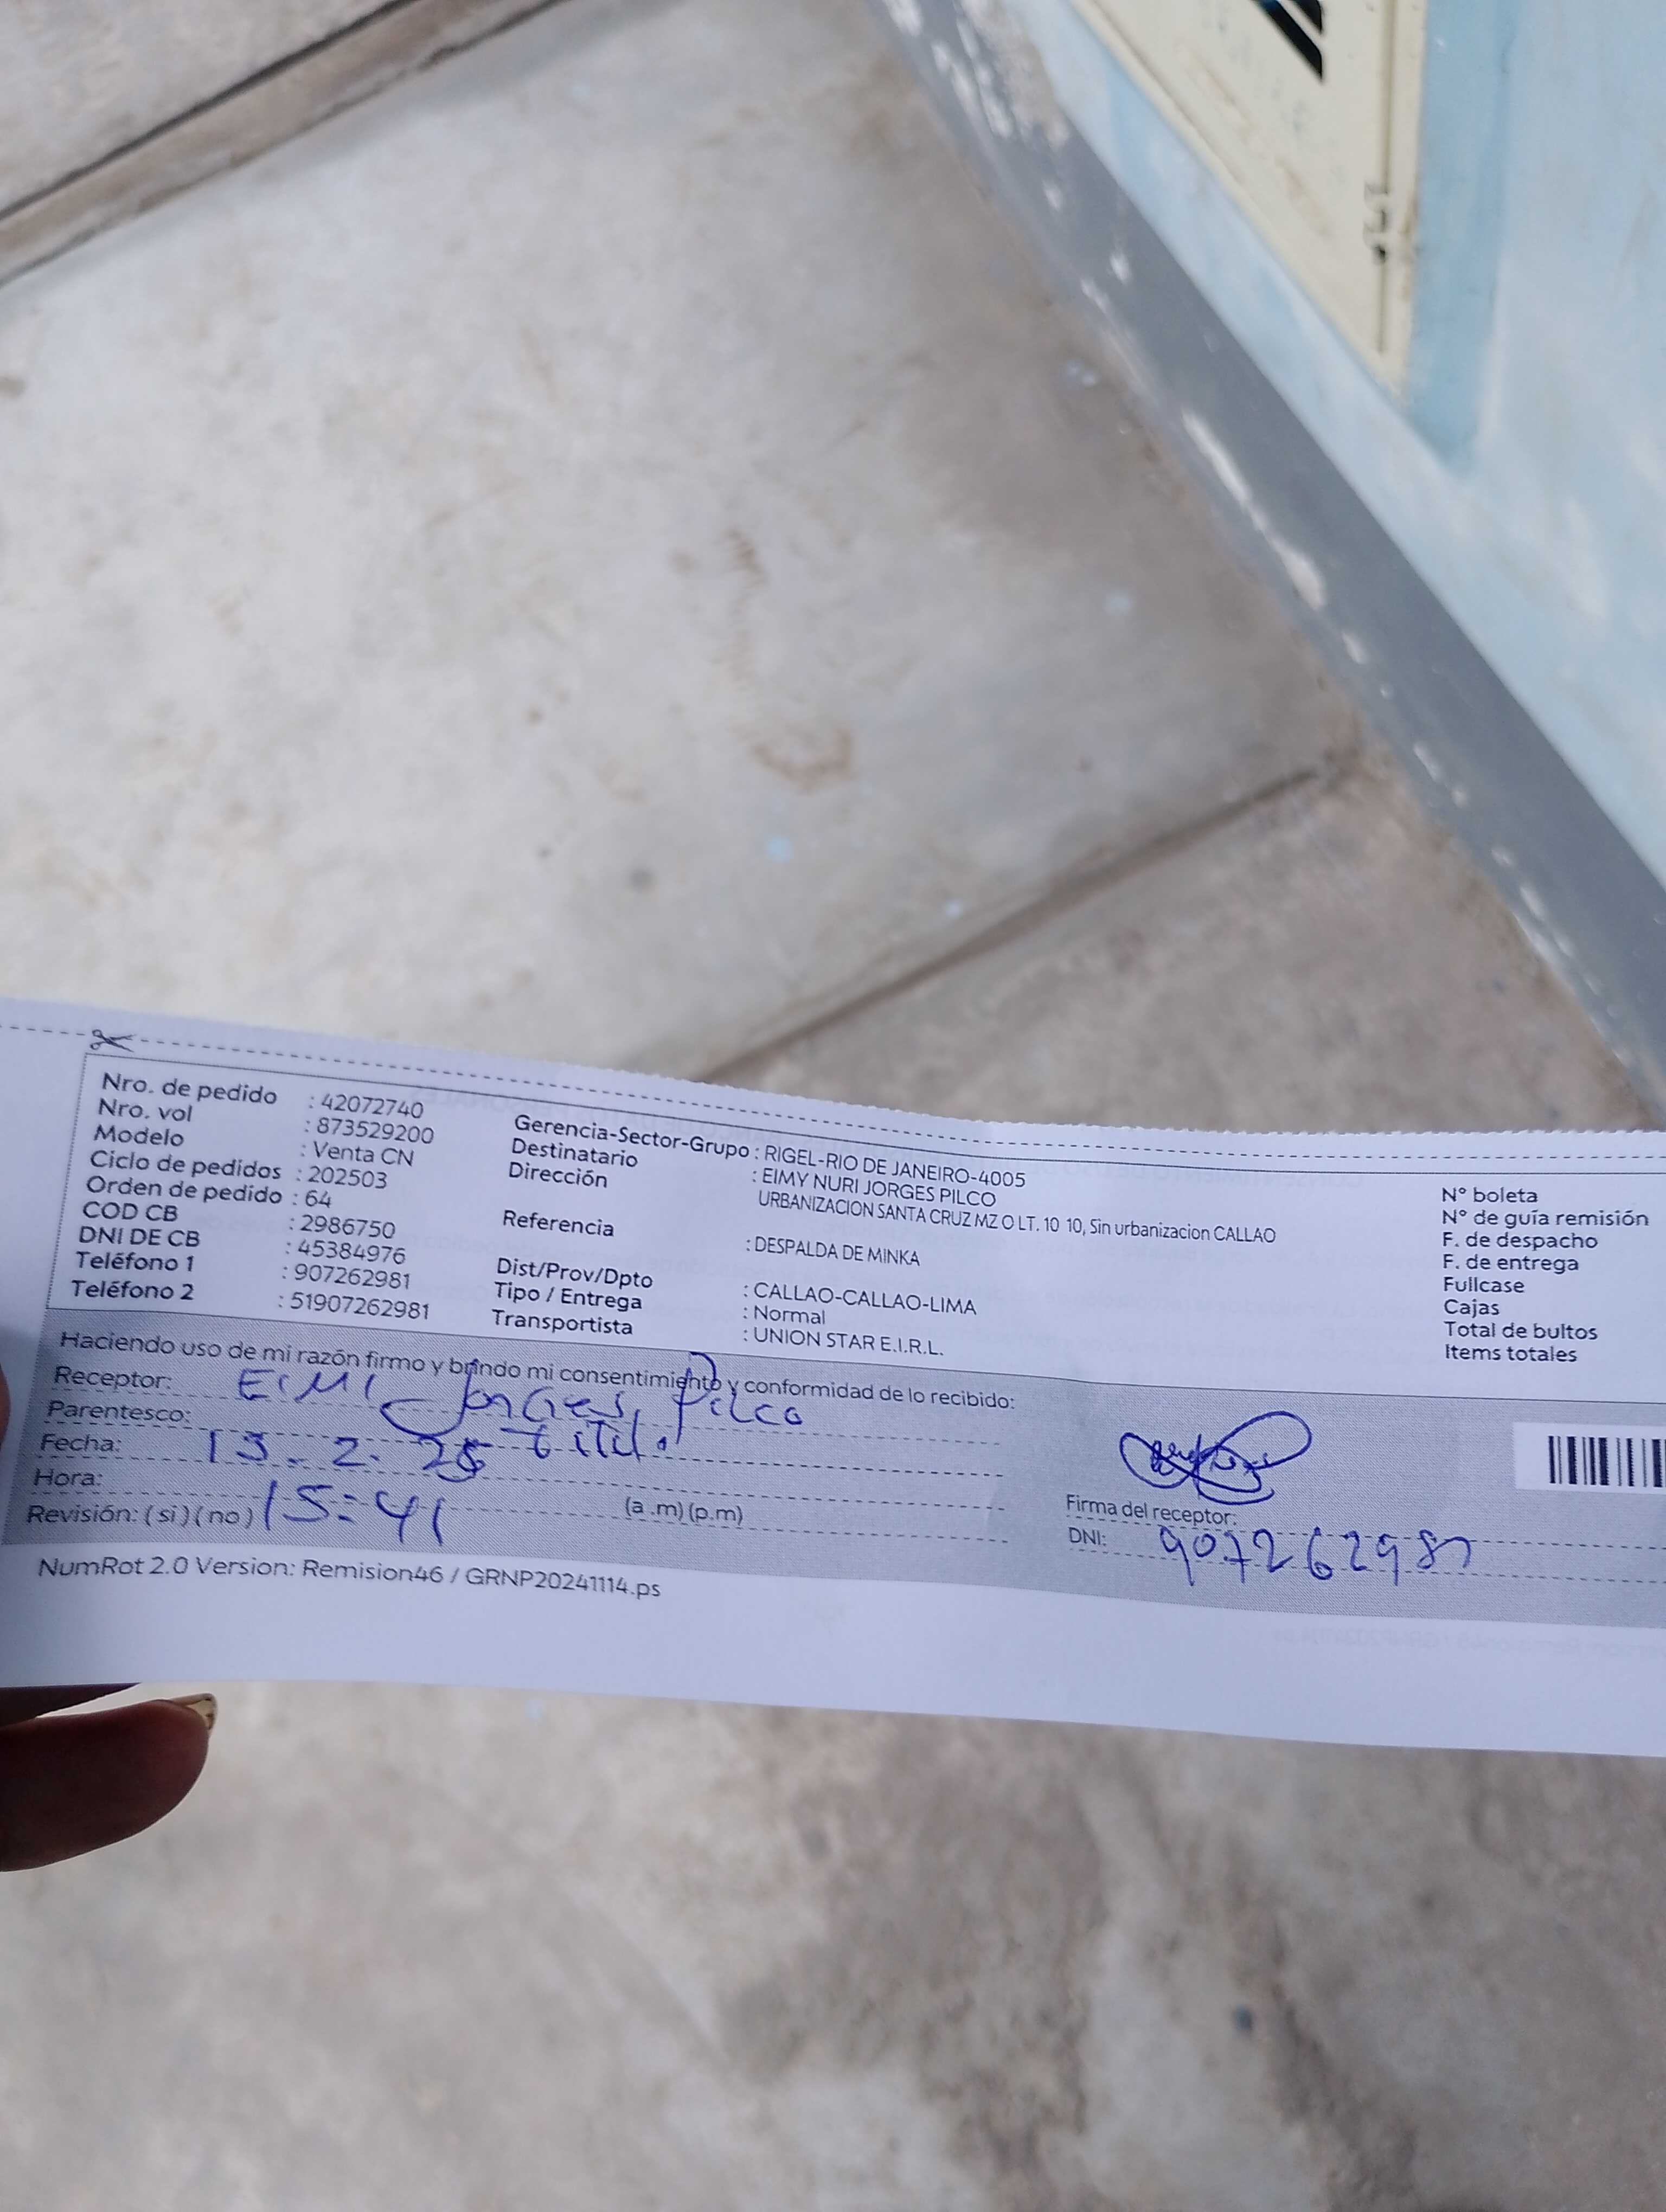 Nro. de pedido : 42072740
Nro. vol : 873529200
Modelo : Venta CN
Ciclo de pedidos : 202503
Orden de pedido : 64
COD CB : 2986750
DNI DE CB : 45384976
Teléfono 1 : 907262981
Teléfono 2 : 51907262981
Gerencia-Sector-Grupo : RIGEL-RIO DE JANEIRO-4005
Destinatario : EIMY NURI JORGES PILCO
Dirección URBANIZACION SANTA CRUZ MZ O LT. 10 10, Sin urbanizacion CALLAO
Referencia : DESPALDA DE MINKA
Dist/Prov/Dpto : CALLAO-CALLAO-LIMA
Tipo / Entrega : Normal
Transportista : UNION STAR E.I.R.L.
N° boleta
N° de guía remisión
F. de despacho
F. de entrega
Fullcase
Cajas
Total de bultos
Items totales
Haciendo uso de mi razón firmo y brindo mi consentimiento y conformidad de lo recibido:
Receptor: EiMi Jorges Pilco
Parentesco:
Fecha: 13.2.25
Hora: 15:41 (a.m) (p.m)
Revisión: (si) (no)
Firma del receptor:
DNI: 907262981
NumRot 2.0 Version: Remision46 / GRNP20241114.ps